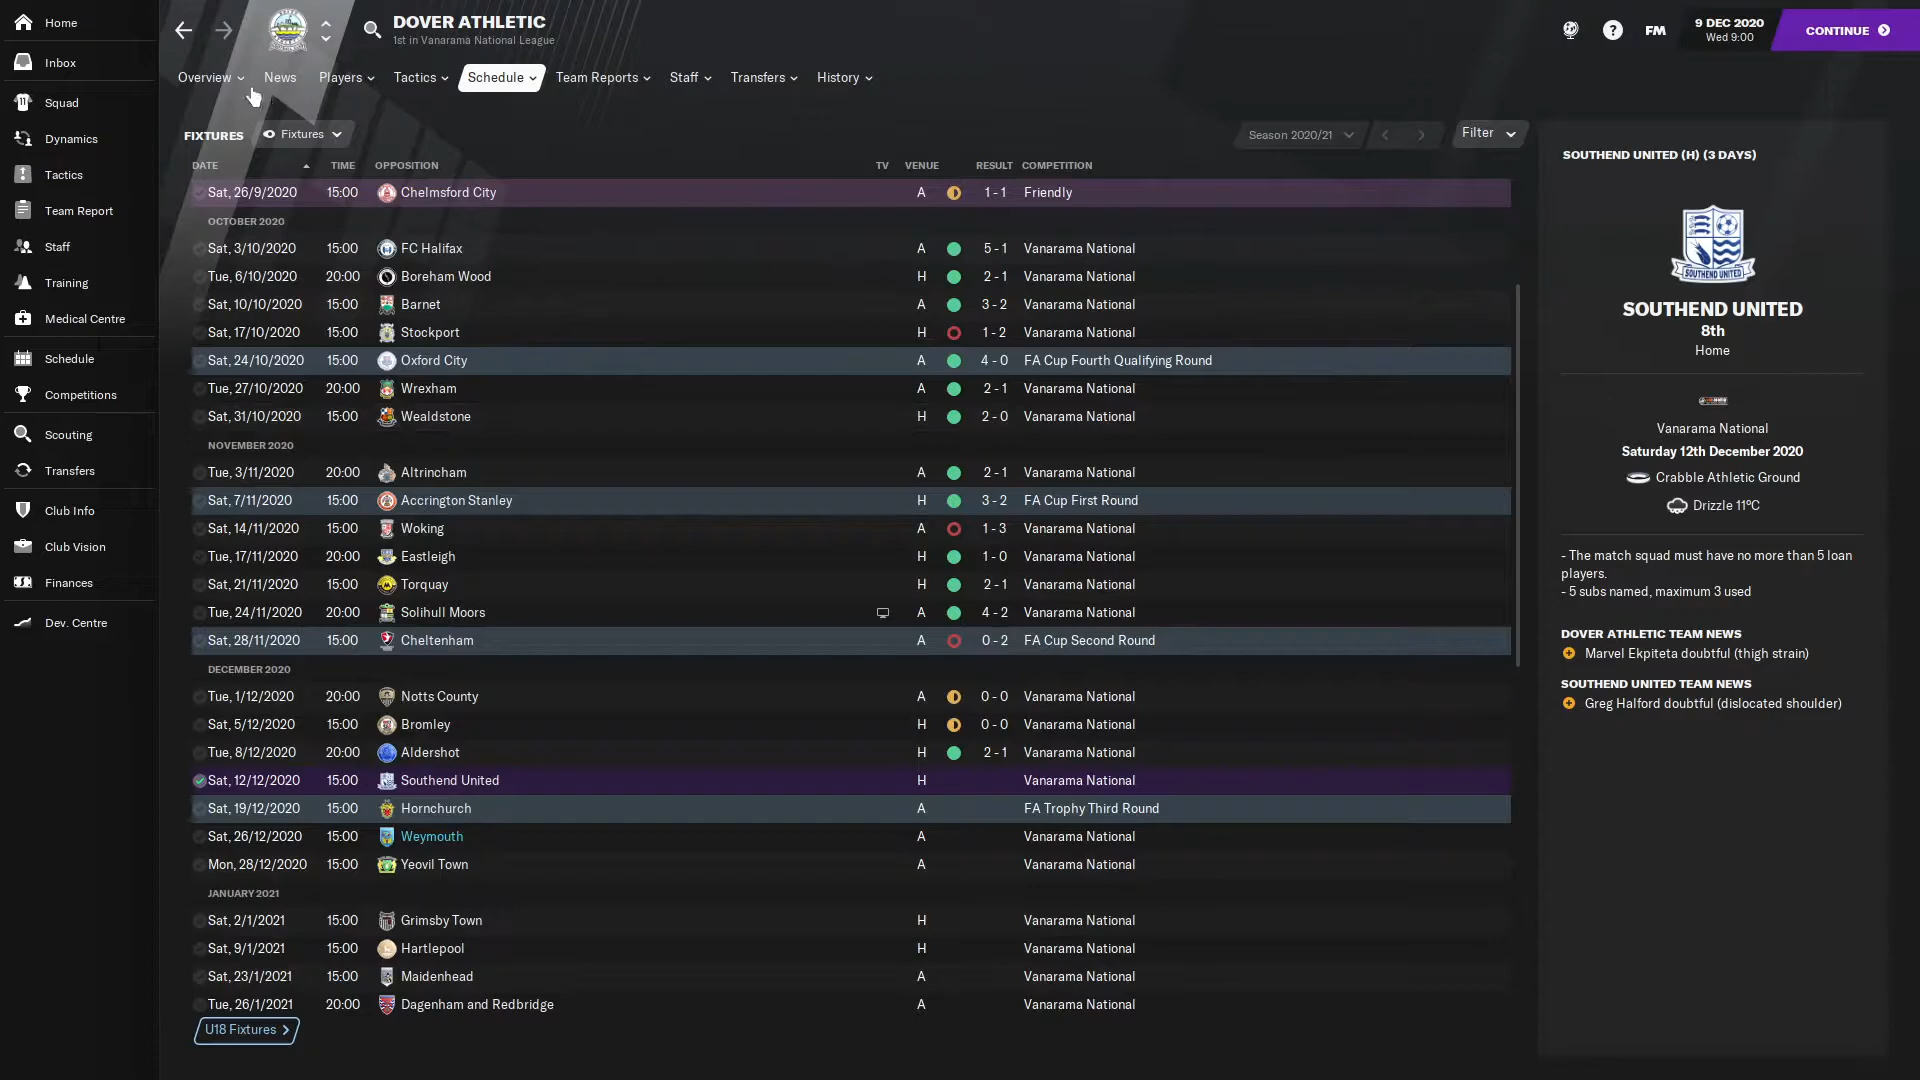 Home
Inbox
Squad
Dynamics
Tactics
Team Report
Staff
Training
Medical Centre
Schedule
Competitions
Scouting
Transfers
Club Info
Club Vision
Finances
Dev. Centre
DOVER ATHLETIC
1st in Vanarama National League
FM
9 DEC 2020
Wed 9:00
CONTINUE
Overview News Players Tactics Schedule Team Reports Staff Transfers History
FIXTURES Fixtures Season 2020/21 Filter
DATE TIME OPPOSITION TV VENUE RESULT COMPETITION
Sat, 26/9/2020 15:00 Chelmsford City A 1 - 1 Friendly
OCTOBER 2020
Sat, 3/10/2020 15:00 FC Halifax A 5 - 1 Vanarama National
Tue, 6/10/2020 20:00 Boreham Wood H 2 - 1 Vanarama National
Sat, 10/10/2020 15:00 Barnet A 3 - 2 Vanarama National
Sat, 17/10/2020 15:00 Stockport H 1 - 2 Vanarama National
Sat, 24/10/2020 15:00 Oxford City A 4 - 0 FA Cup Fourth Qualifying Round
Tue, 27/10/2020 20:00 Wrexham A 2 - 1 Vanarama National
Sat, 31/10/2020 15:00 Wealdstone H 2 - 0 Vanarama National
NOVEMBER 2020
Tue, 3/11/2020 20:00 Altrincham A 2 - 1 Vanarama National
Sat, 7/11/2020 15:00 Accrington Stanley H 3 - 2 FA Cup First Round
Sat, 14/11/2020 15:00 Woking A 1 - 3 Vanarama National
Tue, 17/11/2020 20:00 Eastleigh H 1 - 0 Vanarama National
Sat, 21/11/2020 15:00 Torquay H 2 - 1 Vanarama National
Tue, 24/11/2020 20:00 Solihull Moors A 4 - 2 Vanarama National
Sat, 28/11/2020 15:00 Cheltenham A 0 - 2 FA Cup Second Round
DECEMBER 2020
Tue, 1/12/2020 20:00 Notts County A 0 - 0 Vanarama National
Sat, 5/12/2020 15:00 Bromley H 0 - 0 Vanarama National
Tue, 8/12/2020 20:00 Aldershot H 2 - 1 Vanarama National
Sat, 12/12/2020 15:00 Southend United H Vanarama National
Sat, 19/12/2020 15:00 Hornchurch A FA Trophy Third Round
Sat, 26/12/2020 15:00 Weymouth A Vanarama National
Mon, 28/12/2020 15:00 Yeovil Town A Vanarama National
JANUARY 2021
Sat, 2/1/2021 15:00 Grimsby Town H Vanarama National
Sat, 9/1/2021 15:00 Hartlepool H Vanarama National
Sat, 23/1/2021 15:00 Maidenhead A Vanarama National
Tue, 26/1/2021 20:00 Dagenham and Redbridge A Vanarama National
U18 Fixtures
SOUTHEND UNITED (H) (3 DAYS)
SOUTHEND UNITED
SOUTHEND UNITED
8th
Home
Vanarama National
Saturday 12th December 2020
Crabble Athletic Ground
Drizzle 11°C
- The match squad must have no more than 5 loan
players.
- 5 subs named, maximum 3 used
DOVER ATHLETIC TEAM NEWS
Marvel Ekpiteta doubtful (thigh strain)
SOUTHEND UNITED TEAM NEWS
Greg Halford doubtful (dislocated shoulder)